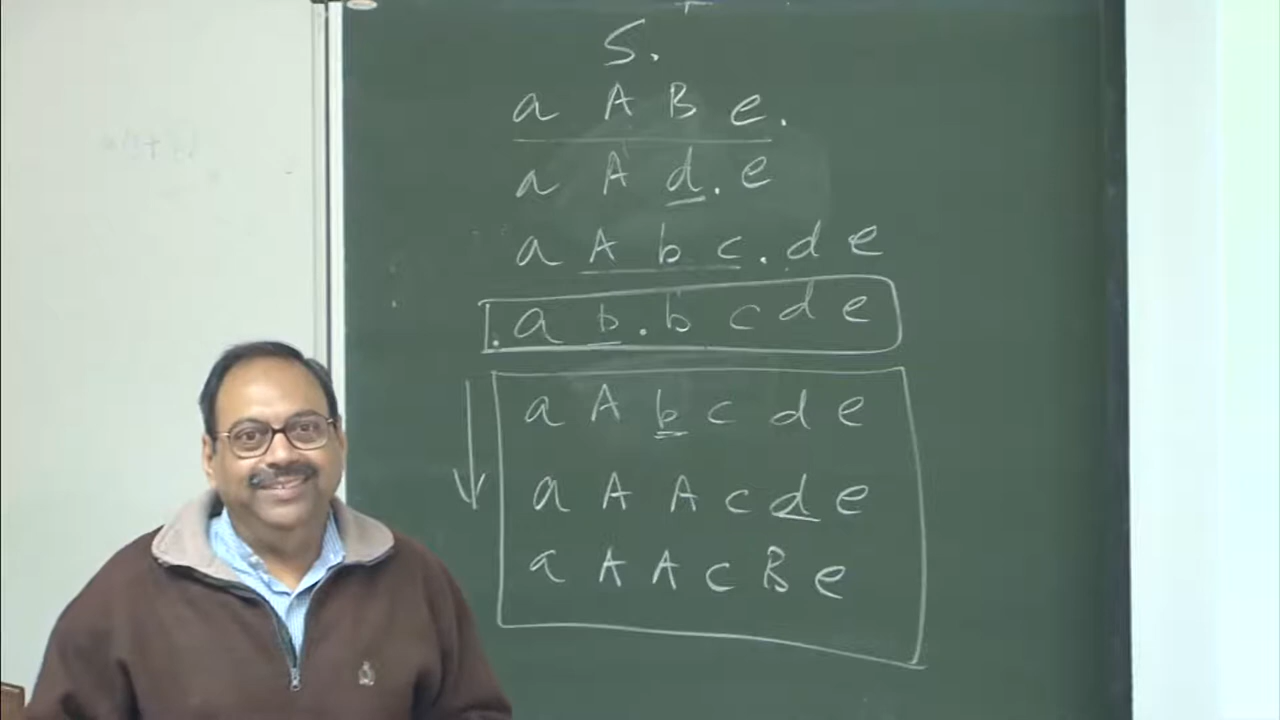 S.
a A B e.
a A d. e
a A b c. d e
. a b. b c d e
a A b c d e
a A A c d e
a A A c B e